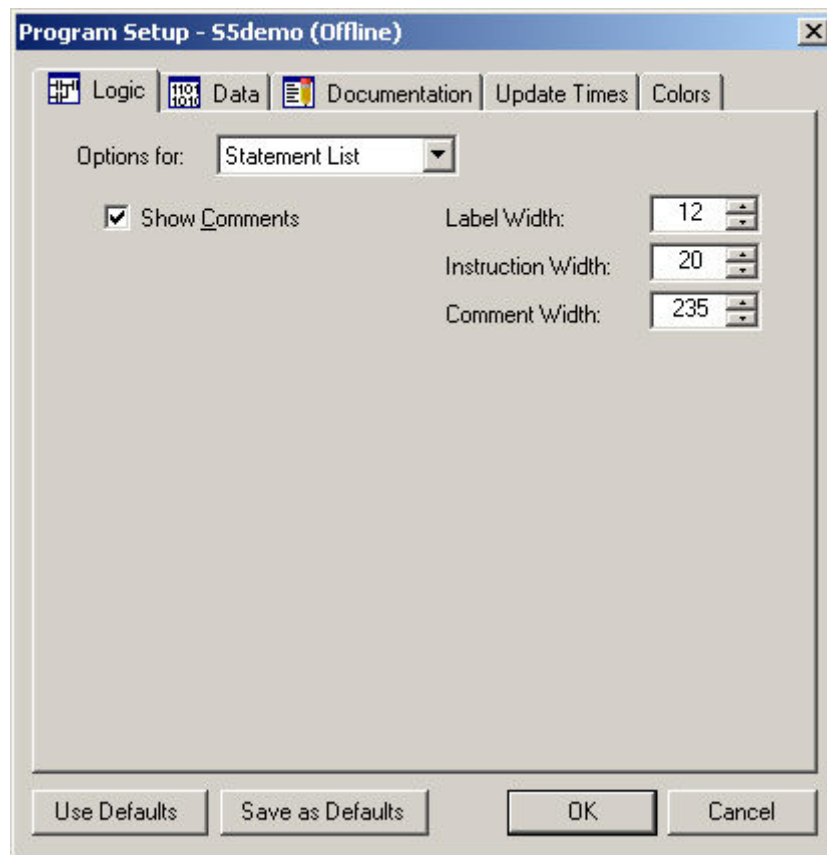 Program Setup - S5demo (Offline)
Logic Data Documentation Update Times Colors
Options for: Statement List
Show Comments Label Width: 12
Instruction Width: 20
Comment Width: 235
Use Defaults Save as Defaults OK Cancel